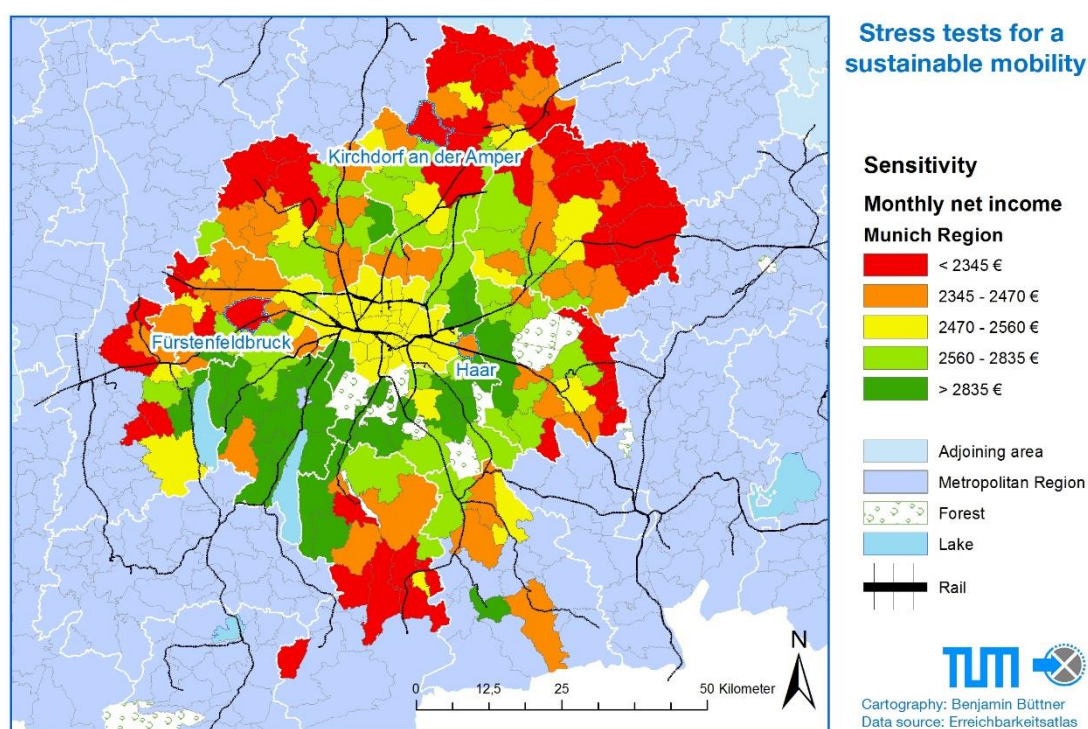 Stress tests for a
sustainable mobility
Kirchdorf an der Amper
Fürstenfeldbruck
Haar
Sensitivity
Monthly net income
Munich Region
< 2345 €
2345 - 2470 €
2470 - 2560 €
2560 - 2835 €
> 2835 €
Adjoining area
Metropolitan Region
Forest
Lake
Rail
N
0 12,5 25 50 Kilometer
TUM
Cartography: Benjamin Büttner
Data source: Erreichbarkeitsatlas